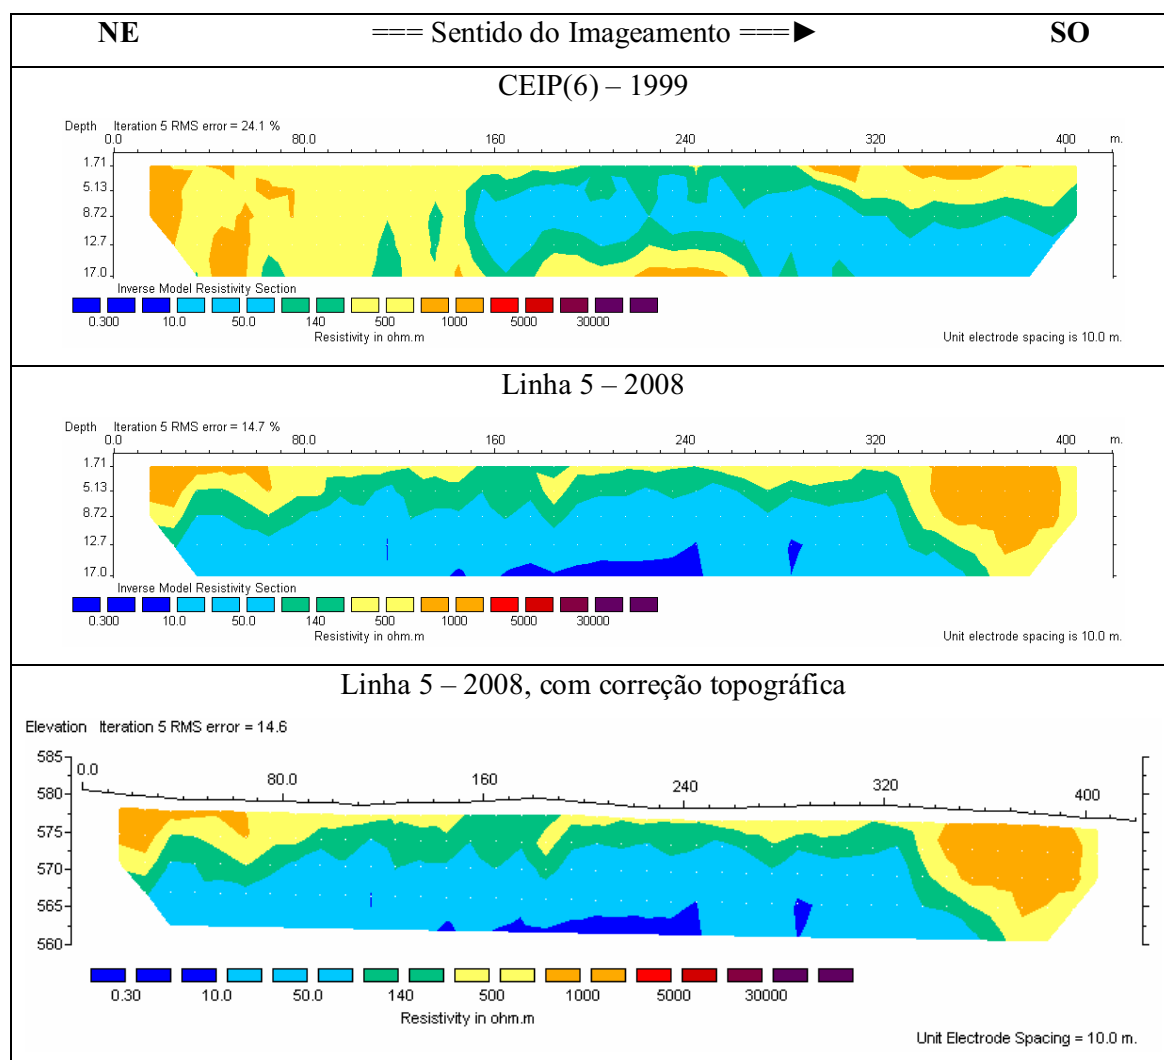 NE === Sentido do Imageamento ===► SO
CEIP(6) – 1999
Depth Iteration 5 RMS error = 24.1 %
0.0 80.0 160 240 320 400 m.
1.71
5.13
8.72
12.7
17.0
Inverse Model Resistivity Section
0.300 10.0 50.0 140 500 1000 5000 30000
Resistivity in ohm.m
Unit electrode spacing is 10.0 m.
Linha 5 – 2008
Depth Iteration 5 RMS error = 14.7 %
0.0 80.0 160 240 320 400 m.
1.71
5.13
8.72
12.7
17.0
Inverse Model Resistivity Section
0.300 10.0 50.0 140 500 1000 5000 30000
Resistivity in ohm.m
Unit electrode spacing is 10.0 m.
Linha 5 – 2008, com correção topográfica
Elevation Iteration 5 RMS error = 14.6
585
580
575
570
565
560
0.0 80.0 160 240 320 400
0.30 10.0 50.0 140 500 1000 5000 30000
Resistivity in ohm.m
Unit Electrode Spacing = 10.0 m.